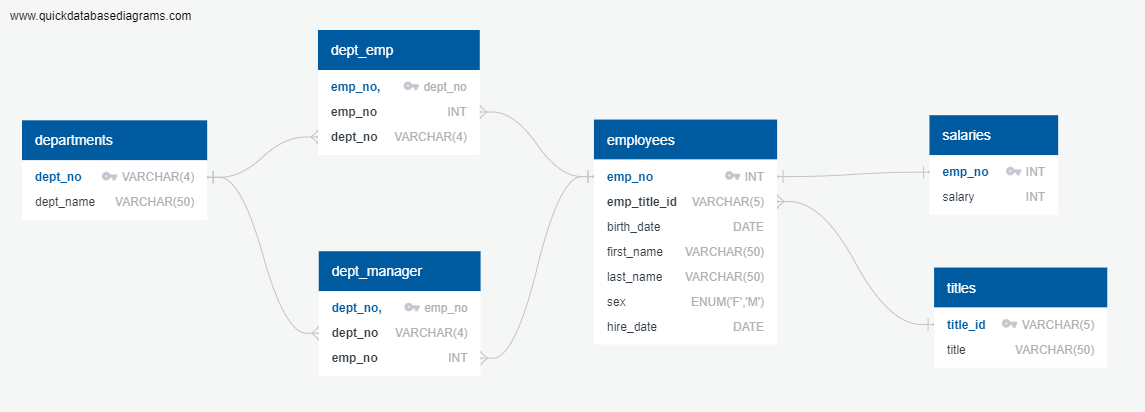 www.quickdatabasediagrams.com
dept_emp
emp_no, dept_no
emp_no INT
dept_no VARCHAR(4)
departments
dept_no VARCHAR(4)
dept_name VARCHAR(50)
dept_manager
dept_no, emp_no
dept_no VARCHAR(4)
emp_no INT
employees
emp_no INT
emp_title_id VARCHAR(5)
birth_date DATE
first_name VARCHAR(50)
last_name VARCHAR(50)
sex ENUM('F','M')
hire_date DATE
salaries
emp_no INT
salary INT
titles
title_id VARCHAR(5)
title VARCHAR(50)